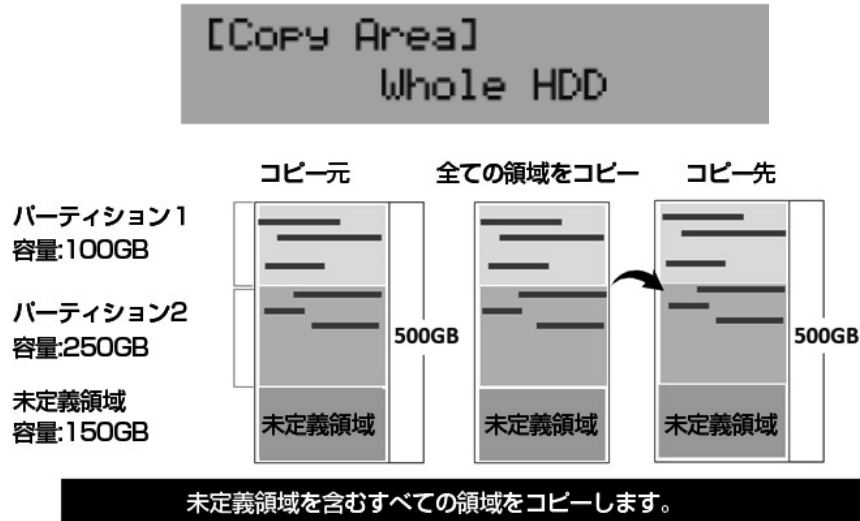 [Copy Area]
Whole HDD
コピー元
全ての領域をコピー
コピー先
パーティション1
容量:100GB
パーティション2
容量:250GB
500GB
500GB
未定義領域
容量:150GB
未定義領域
未定義領域
未定義領域
未定義領域を含むすべての領域をコピーします。